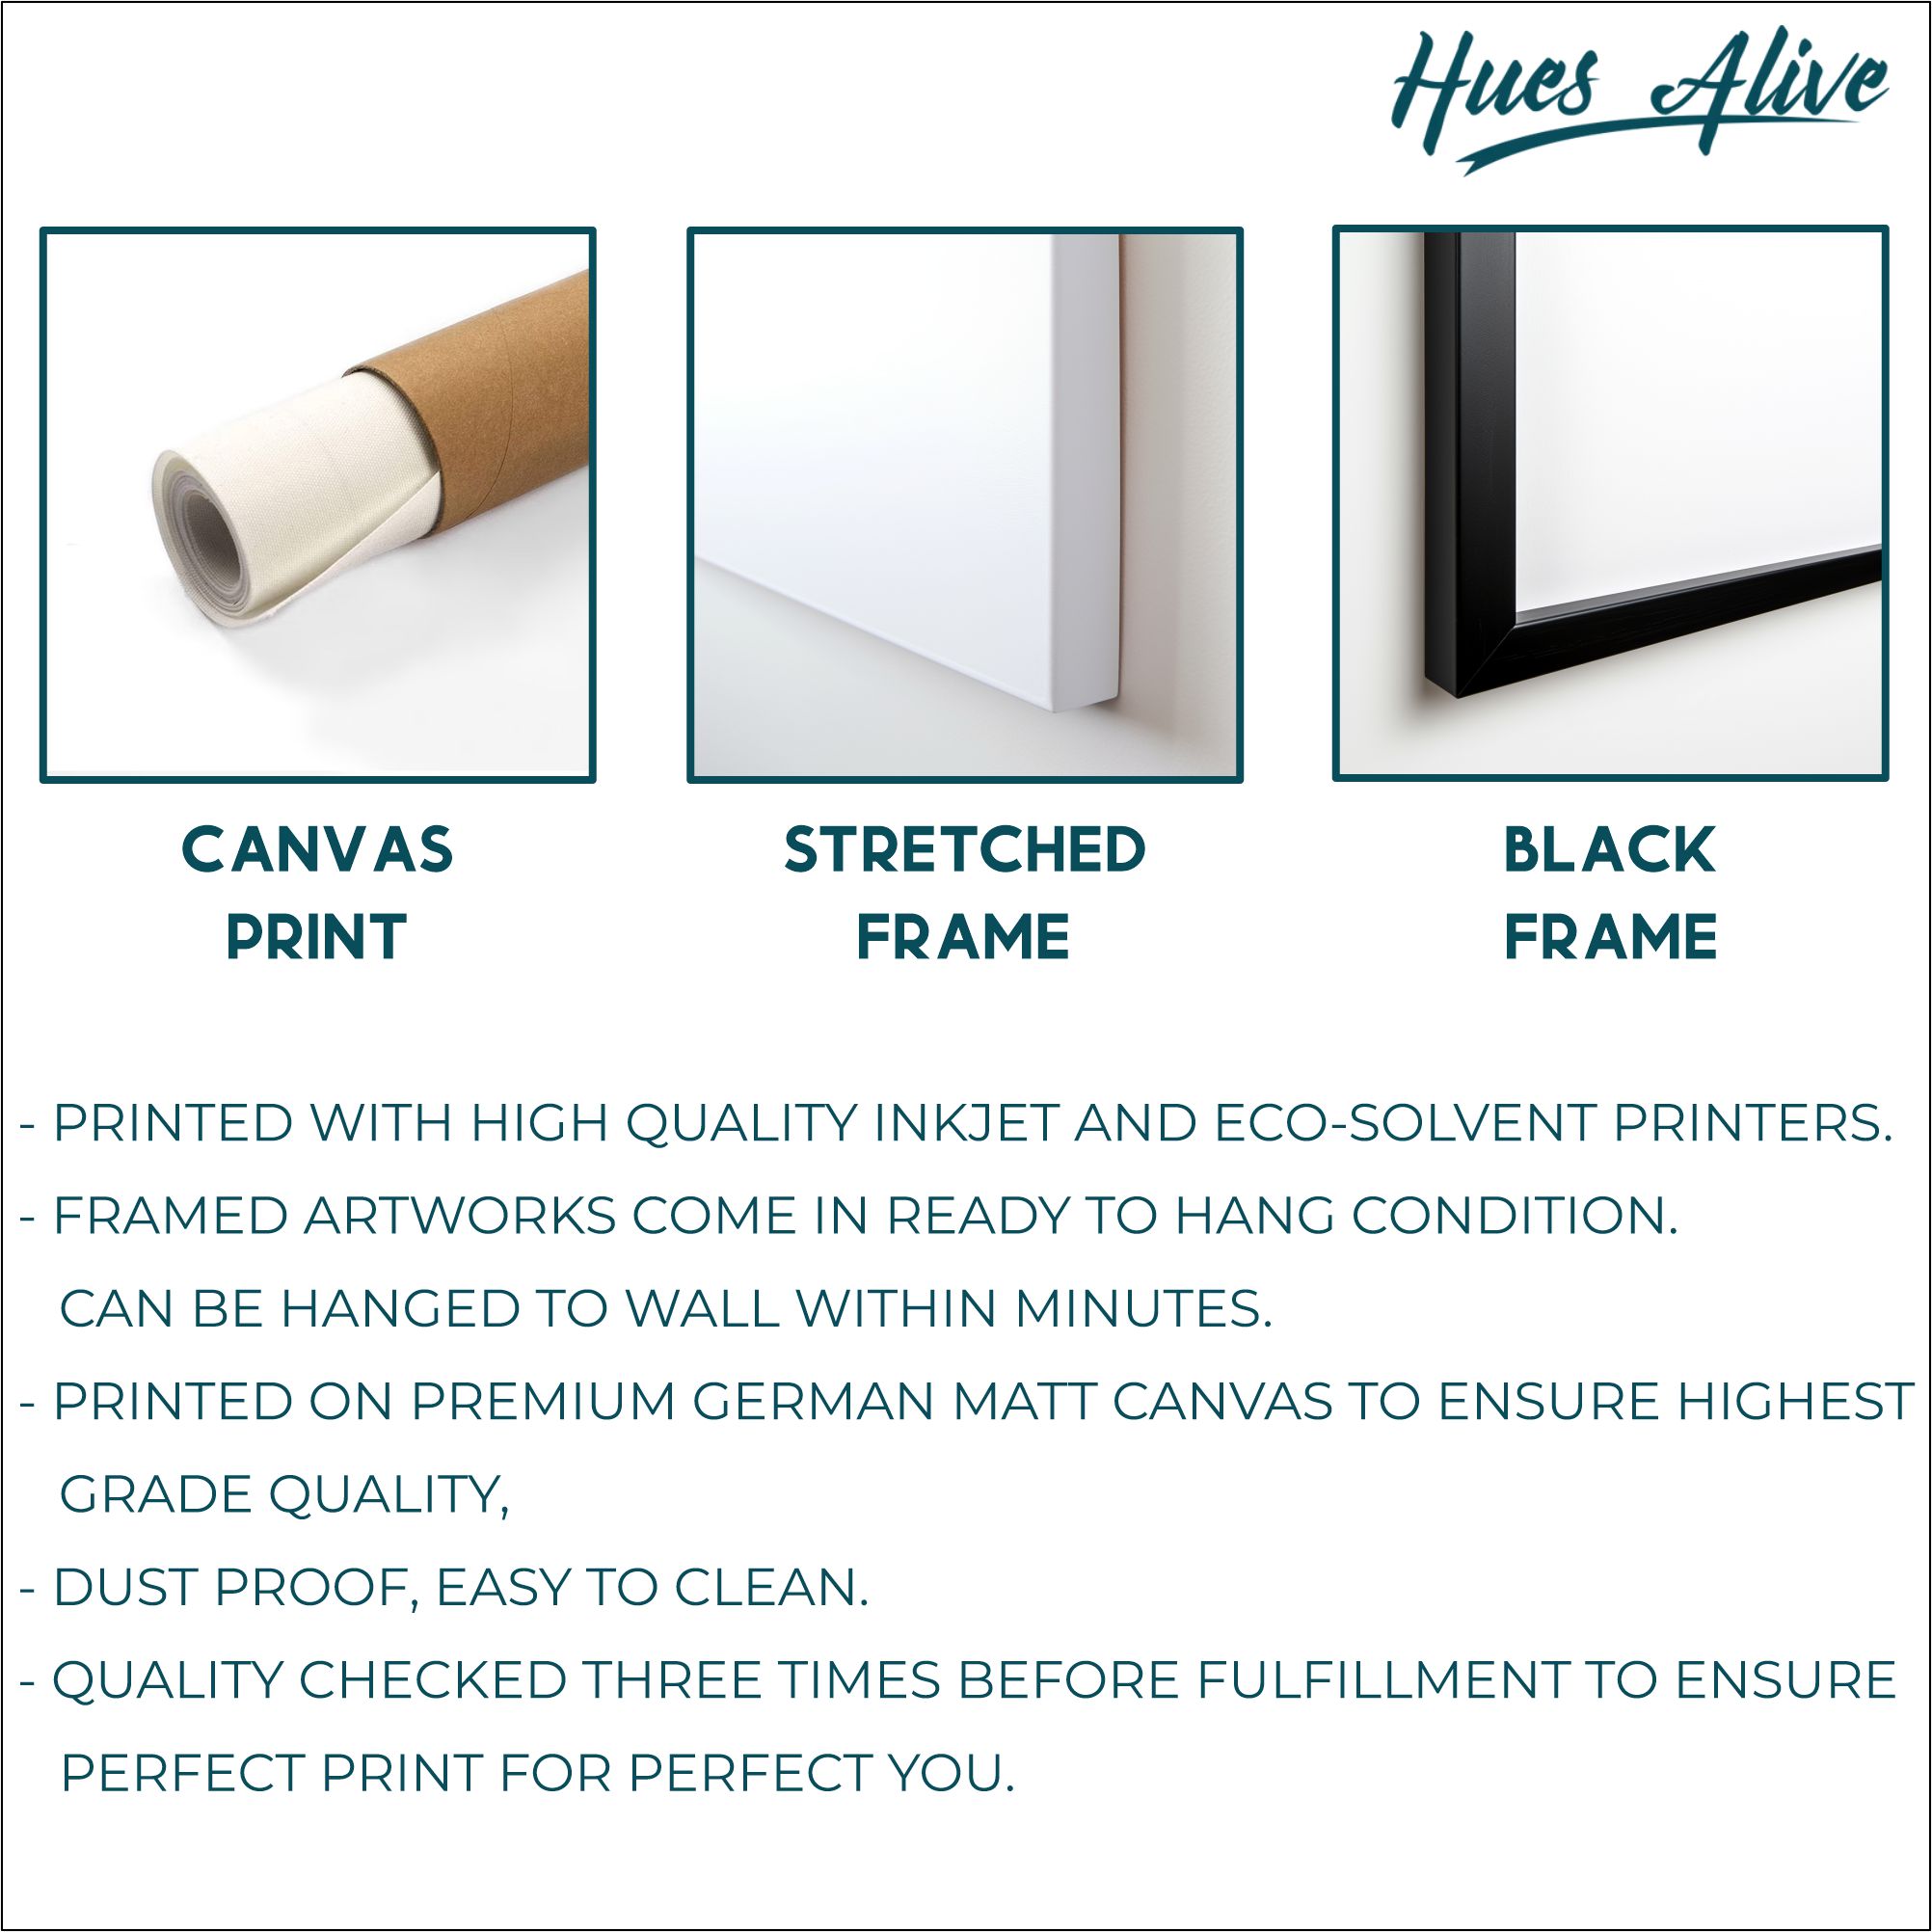 Hues Alive
CANVAS
PRINT
STRETCHED
FRAME
BLACK
FRAME
- PRINTED WITH HIGH QUALITY INKJET AND ECO-SOLVENT PRINTERS.
- FRAMED ARTWORKS COME IN READY TO HANG CONDITION.
CAN BE HANGED TO WALL WITHIN MINUTES.
- PRINTED ON PREMIUM GERMAN MATT CANVAS TO ENSURE HIGHEST
GRADE QUALITY,
- DUST PROOF, EASY TO CLEAN.
- QUALITY CHECKED THREE TIMES BEFORE FULFILLMENT TO ENSURE
PERFECT PRINT FOR PERFECT YOU.